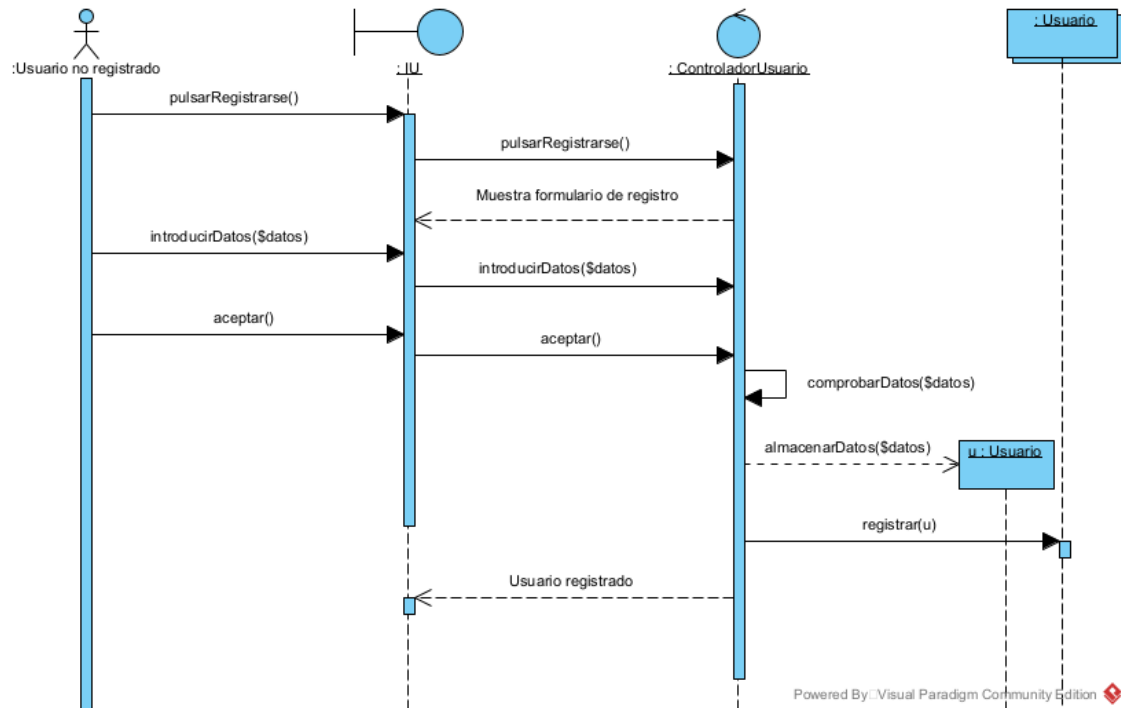 : Usuario
:Usuario no registrado
: IU
: ControladorUsuario
pulsarRegistrarse()
pulsarRegistrarse()
Muestra formulario de registro
introducirDatos($datos)
introducirDatos($datos)
aceptar()
aceptar()
comprobarDatos($datos)
almacenarDatos($datos)
u : Usuario
registrar(u)
Usuario registrado
Powered By Visual Paradigm Community Edition